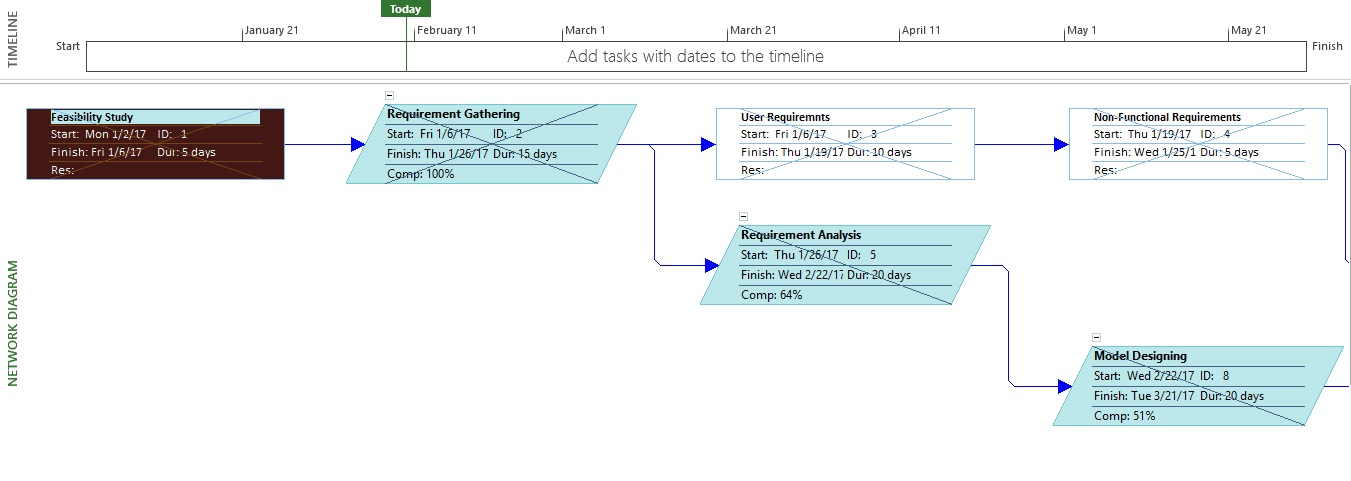 TIMELINE
Today
January 21
February 11
March 1
March 21
April 11
May 1
May 21
Start
Add tasks with dates to the timeline
Finish
NETWORK DIAGRAM
Feasibility Study
Start: Mon 1/2/17 ID: 1
Finish: Fri 1/6/17 Dur: 5 days
Res:
Requirement Gathering
Start: Fri 1/6/17 ID: 2
Finish: Thu 1/26/17 Dur: 15 days
Comp: 100%
User Requiremnts
Start: Fri 1/6/17 ID: 3
Finish: Thu 1/19/17 Dur: 10 days
Res:
Non-Functional Requirements
Start: Thu 1/19/17 ID: 4
Finish: Wed 1/25/1 Dur: 5 days
Res:
Requirement Analysis
Start: Thu 1/26/17 ID: 5
Finish: Wed 2/22/17 Dur: 20 days
Comp: 64%
Model Designing
Start: Wed 2/22/17 ID: 8
Finish: Tue 3/21/17 Dur: 20 days
Comp: 51%